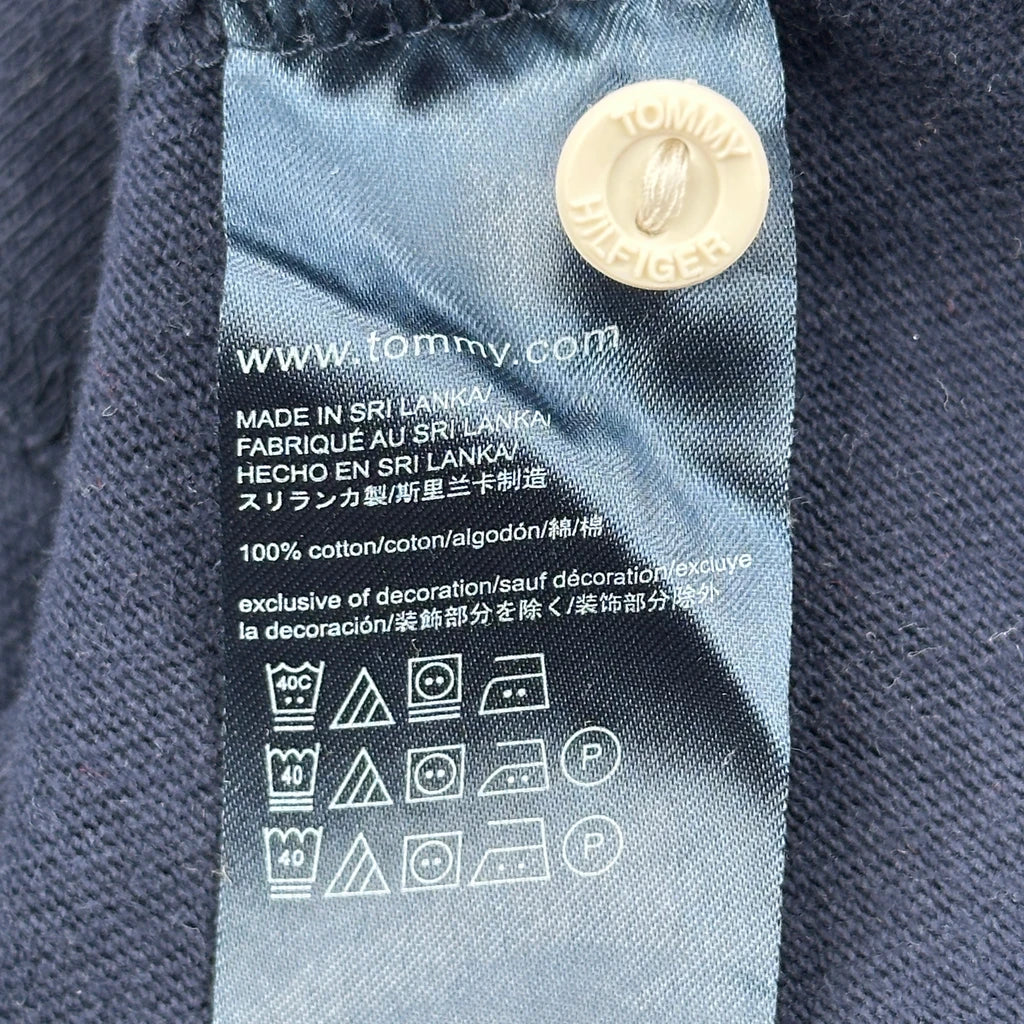 TOMMY
HILFIGER
www.tommy.com
MADE IN SRI LANKA/
FABRIQUÉ AU SRI LANKA/
HECHO EN SRI LANKA/
スリランカ製/斯里兰卡制造
100% cotton/coton/algodón/綿/棉
exclusive of decoration/sauf décoration/excluye
la decoración/装飾部分を除く/装饰部分除外
40C
40 P
40 P